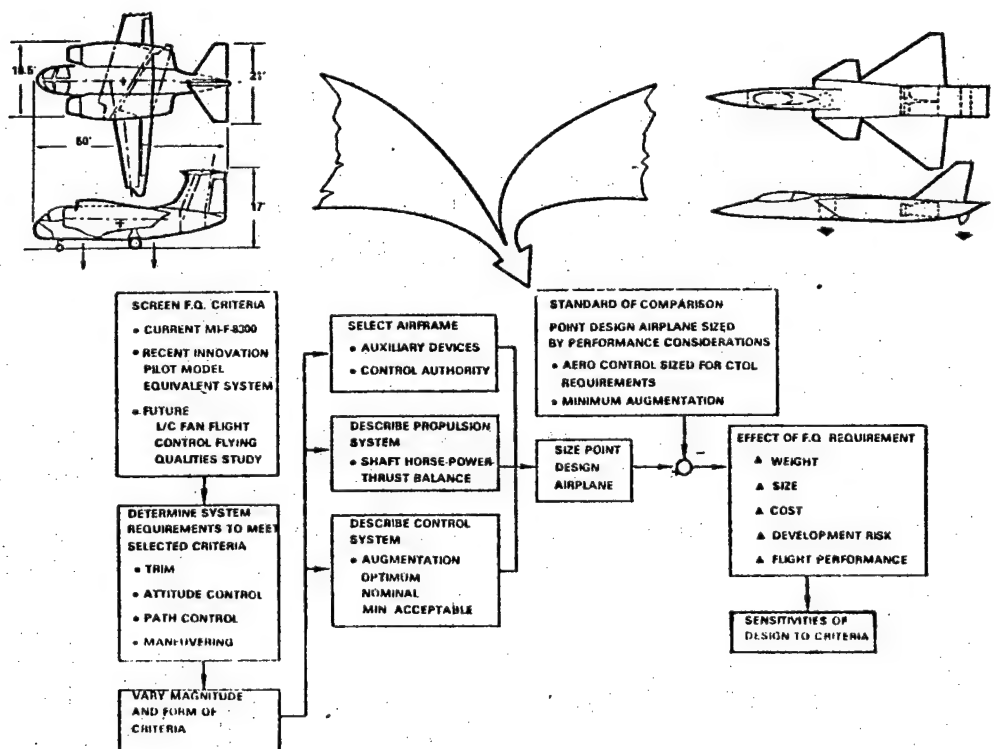 18.5'
21'
50'
17'
SCREEN F.Q. CRITERIA
• CURRENT MI-F-8300
• RECENT INNOVATION
PILOT MODEL
EQUIVALENT SYSTEM
• FUTURE
L/C FAN FLIGHT
CONTROL FLYING
QUALITIES STUDY
DETERMINE SYSTEM
REQUIREMENTS TO MEET
SELECTED CRITERIA
• TRIM
• ATTITUDE CONTROL
• PATH CONTROL
• MANEUVERING
VARY MAGNITUDE
AND FORM OF
CRITERIA
SELECT AIRFRAME
• AUXILIARY DEVICES
• CONTROL AUTHORITY
DESCRIBE PROPULSION
SYSTEM
• SHAFT HORSE-POWER-
THRUST BALANCE
DESCRIBE CONTROL
SYSTEM
• AUGMENTATION
OPTIMUM
NOMINAL
MIN ACCEPTABLE
STANDARD OF COMPARISON
POINT DESIGN AIRPLANE SIZED
BY PERFORMANCE CONSIDERATIONS
• AERO CONTROL SIZED FOR CTOL
REQUIREMENTS
• MINIMUM AUGMENTATION
SIZE POINT
DESIGN
AIRPLANE
−
EFFECT OF F.Q. REQUIREMENT
▲ WEIGHT
▲ SIZE
▲ COST
▲ DEVELOPMENT RISK
▲ FLIGHT PERFORMANCE
SENSITIVITIES OF
DESIGN TO CRITERIA